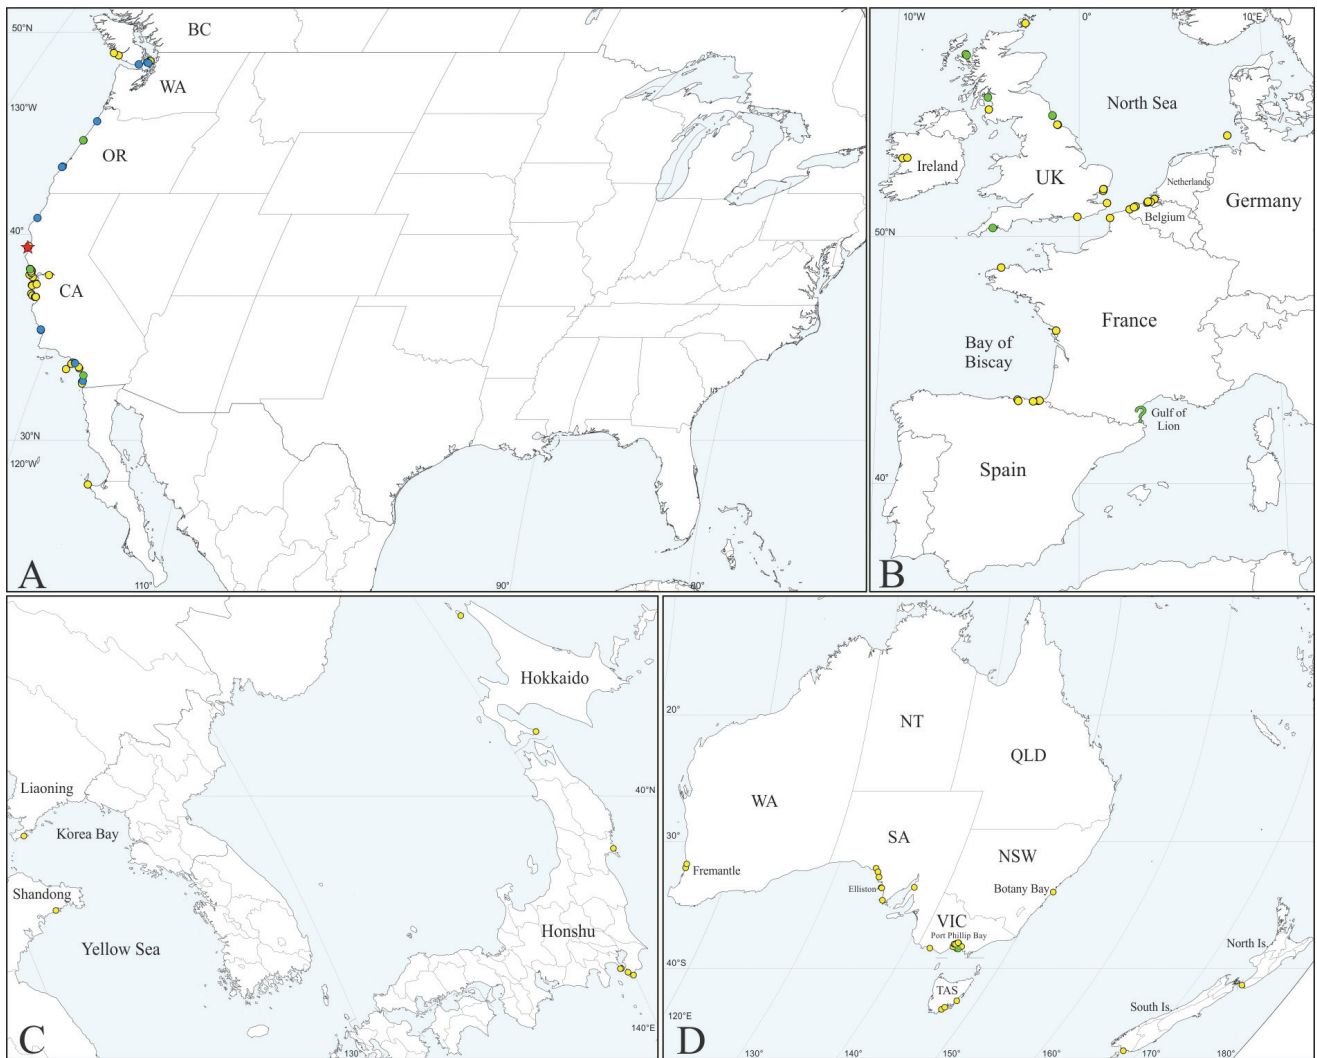 50°N
BC
WA
130°W
OR
40°
CA
30°N
120°W
A
110°
90°
80°
10°W
0°
10°E
North Sea
Ireland
UK
Netherlands
Germany
Belgium
50°N
France
Bay of
Biscay
?
Gulf of
Lion
Spain
40°
B
Hokkaido
Liaoning
40°N
Korea Bay
Shandong
Honshu
Yellow Sea
C
130°
140°E
20°
NT
QLD
WA
30°
SA
NSW
Fremantle
Elliston
Botany Bay
VIC
Port Phillip Bay
North Is.
40°S
TAS
South Is.
120°E
D
130°
140°
150°
160°
170°
180°